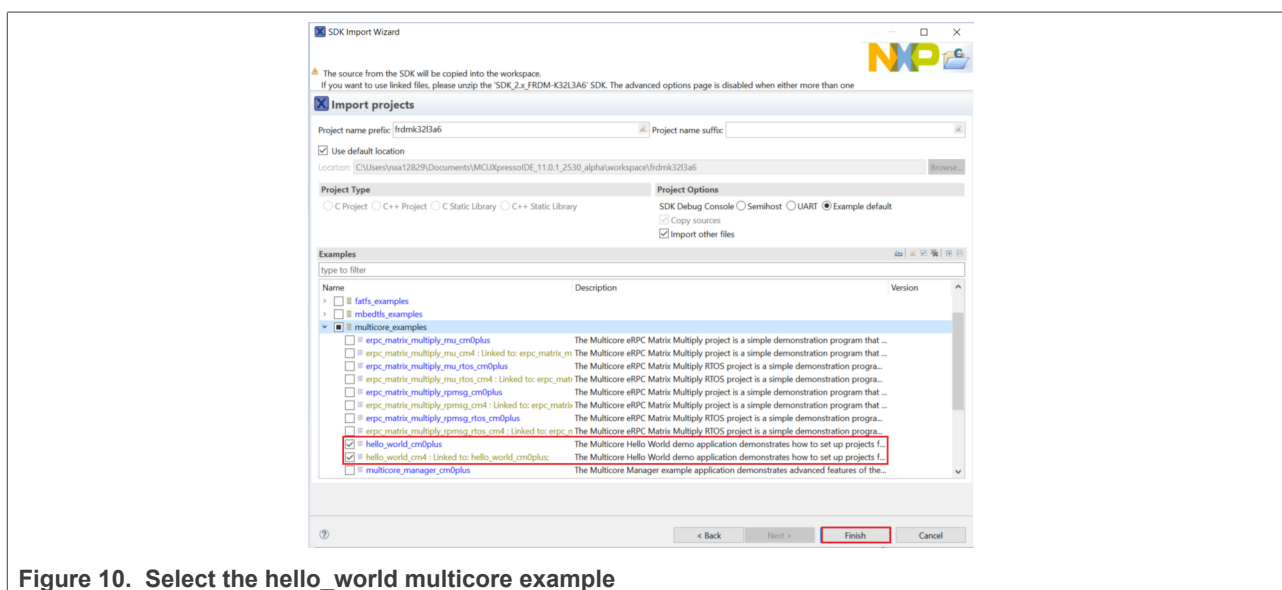 SDK Import Wizard
NXP
The source from the SDK will be copied into the workspace.
If you want to use linked files, please unzip the 'SDK_2.x_FRDM-K32L3A6' SDK. The advanced options page is disabled when either more than one
Import projects
Project name prefix: frdmk32l3a6 Project name suffix:
Use default location
Location: C:\Users\nxa12829\Documents\MCUXpressoIDE_11.0.1_2530_alpha\workspace\frdmk32l3a6 Browse...
Project Type Project Options
C Project C++ Project C Static Library C++ Static Library SDK Debug Console Semihost UART Example default
Copy sources
Import other files
Examples
type to filter
Name Description Version
fatfs_examples
mbedtls_examples
multicore_examples
erpc_matrix_multiply_mu_cm0plus The Multicore eRPC Matrix Multiply project is a simple demonstration program that ...
erpc_matrix_multiply_mu_cm4 : Linked to: erpc_matrix_m The Multicore eRPC Matrix Multiply project is a simple demonstration program that ...
erpc_matrix_multiply_mu_rtos_cm0plus The Multicore eRPC Matrix Multiply RTOS project is a simple demonstration progra...
erpc_matrix_multiply_mu_rtos_cm4 : Linked to: erpc_mat The Multicore eRPC Matrix Multiply RTOS project is a simple demonstration progra...
erpc_matrix_multiply_rpmsg_cm0plus The Multicore eRPC Matrix Multiply project is a simple demonstration program that ...
erpc_matrix_multiply_rpmsg_cm4 : Linked to: erpc_matri The Multicore eRPC Matrix Multiply project is a simple demonstration program that ...
erpc_matrix_multiply_rpmsg_rtos_cm0plus The Multicore eRPC Matrix Multiply RTOS project is a simple demonstration progra...
erpc_matrix_multiply_rpmsg_rtos_cm4 : Linked to: erpc_n The Multicore eRPC Matrix Multiply RTOS project is a simple demonstration progra...
hello_world_cm0plus The Multicore Hello World demo application demonstrates how to set up projects f...
hello_world_cm4 : Linked to: hello_world_cm0plus; The Multicore Hello World demo application demonstrates how to set up projects f...
multicore_manager_cm0plus The Multicore Manager example application demonstrates advanced features of the...
< Back Next > Finish Cancel
Figure 10. Select the hello_world multicore example